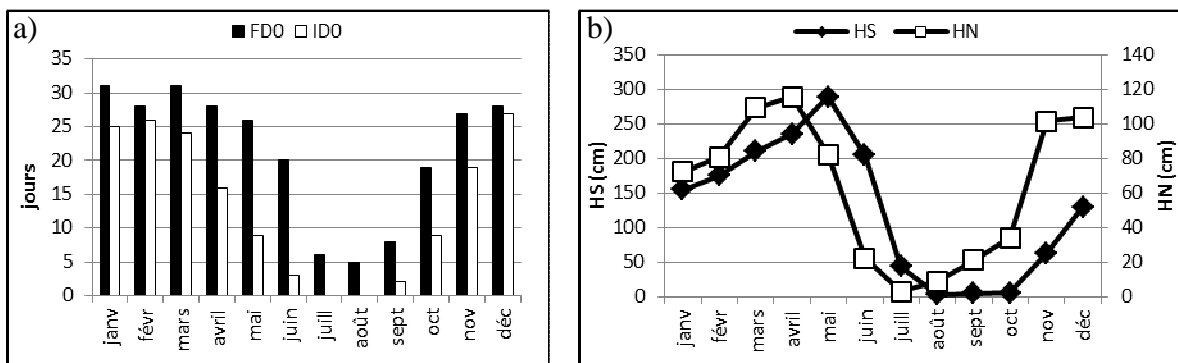 a)
FD0 ID0
35
30
25
20
15
10
5
0
jours
janv févr mars avril mai juin juill août sept oct nov déc
b)
HS HN
350 140
300 120
250 100
200 80
150 60
100 40
50 20
0 0
HS (cm)
HN (cm)
janv févr mars avril mai juin juill août sept oct nov déc